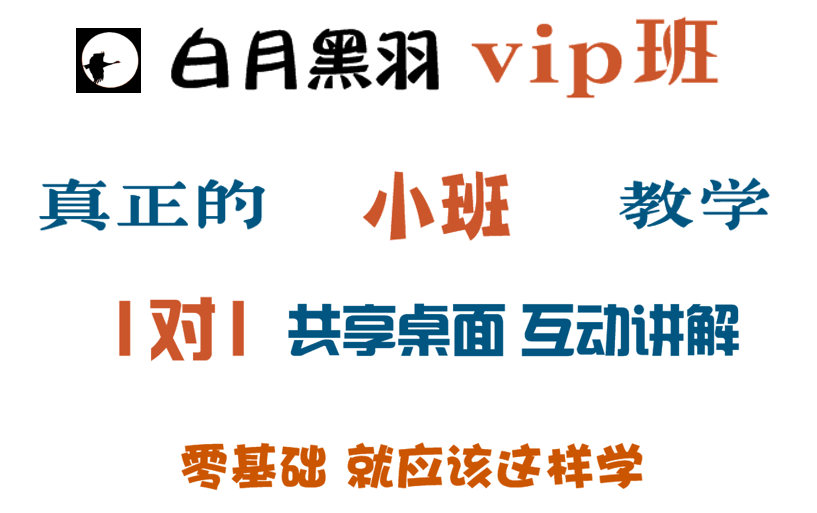 白月黑羽 vip班
真正的 小班 教学
1对1 共享桌面 互动讲解
零基础 就应该这样学